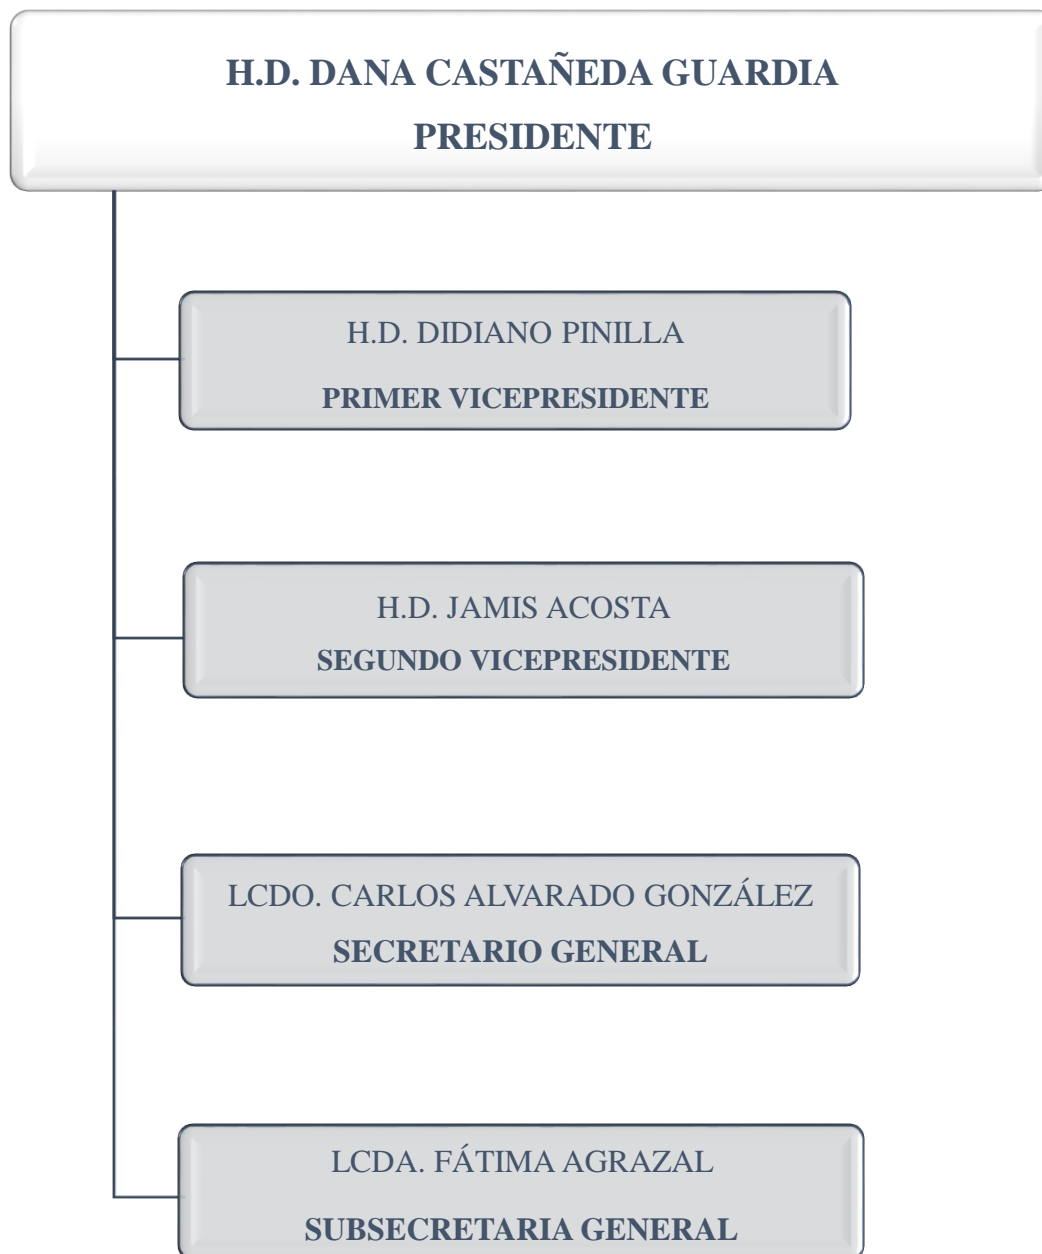 H.D. DANA CASTAÑEDA GUARDIA
PRESIDENTE
H.D. DIDIANO PINILLA
PRIMER VICEPRESIDENTE
H.D. JAMIS ACOSTA
SEGUNDO VICEPRESIDENTE
LCDO. CARLOS ALVARADO GONZÁLEZ
SECRETARIO GENERAL
LCDA. FÁTIMA AGRAZAL
SUBSECRETARIA GENERAL